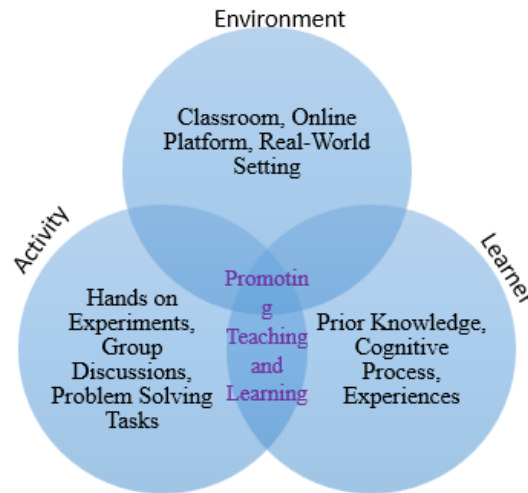 Environment
Classroom, Online
Platform, Real-World
Setting
Activity
Learner
Hands on
Experiments,
Group
Discussions,
Problem Solving
Tasks
Promotin
g
Teaching
and
Learning
Prior Knowledge,
Cognitive
Process,
Experiences